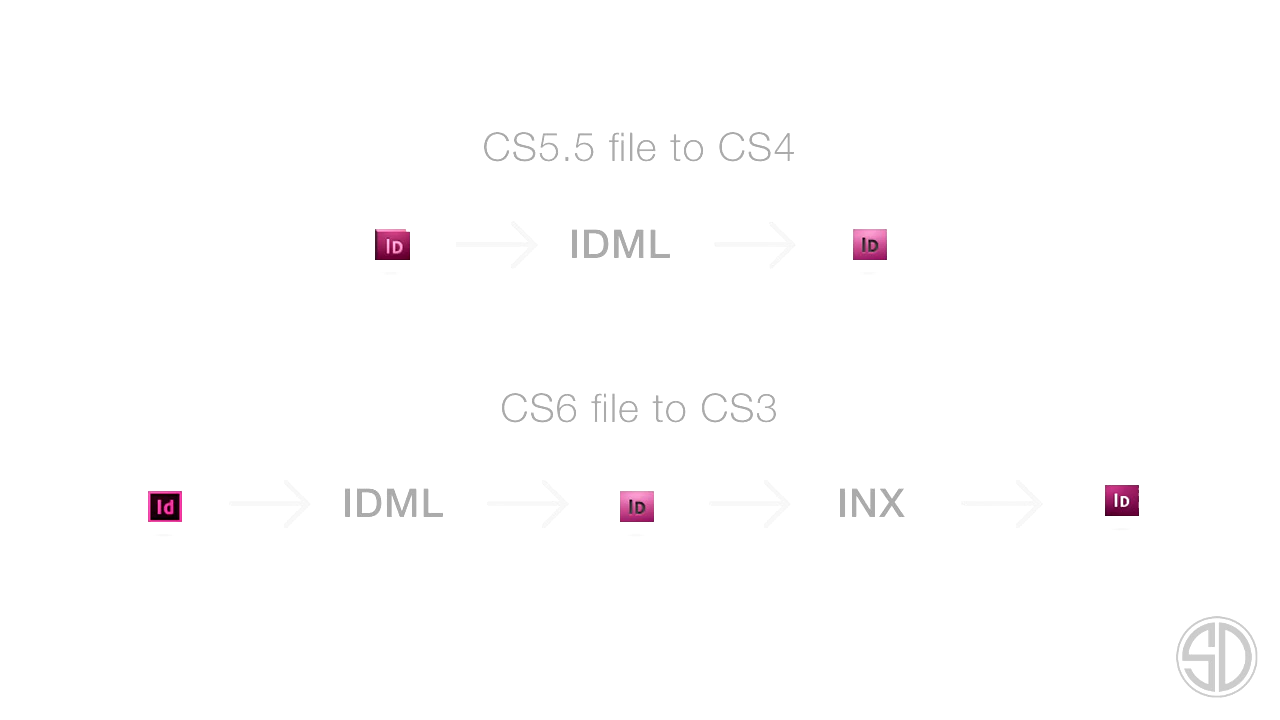 CS5.5 file to CS4
ID IDML ID
CS6 file to CS3
Id IDML ID INX ID
SD